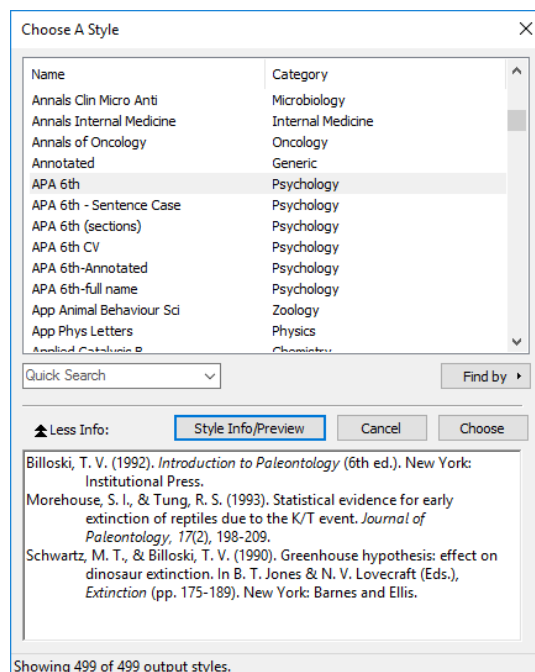 Choose A Style
Name Category
Annals Clin Micro Anti Microbiology
Annals Internal Medicine Internal Medicine
Annals of Oncology Oncology
Annotated Generic
APA 6th Psychology
APA 6th - Sentence Case Psychology
APA 6th (sections) Psychology
APA 6th CV Psychology
APA 6th-Annotated Psychology
APA 6th-full name Psychology
App Animal Behaviour Sci Zoology
App Phys Letters Physics
Applied Catalysis B Chemistry
Quick Search Find by
Less Info: Style Info/Preview Cancel Choose
Billoski, T. V. (1992). Introduction to Paleontology (6th ed.). New York:
Institutional Press.
Morehouse, S. I., & Tung, R. S. (1993). Statistical evidence for early
extinction of reptiles due to the K/T event. Journal of
Paleontology, 17(2), 198-209.
Schwartz, M. T., & Billoski, T. V. (1990). Greenhouse hypothesis: effect on
dinosaur extinction. In B. T. Jones & N. V. Lovecraft (Eds.),
Extinction (pp. 175-189). New York: Barnes and Ellis.
Showing 499 of 499 output styles.